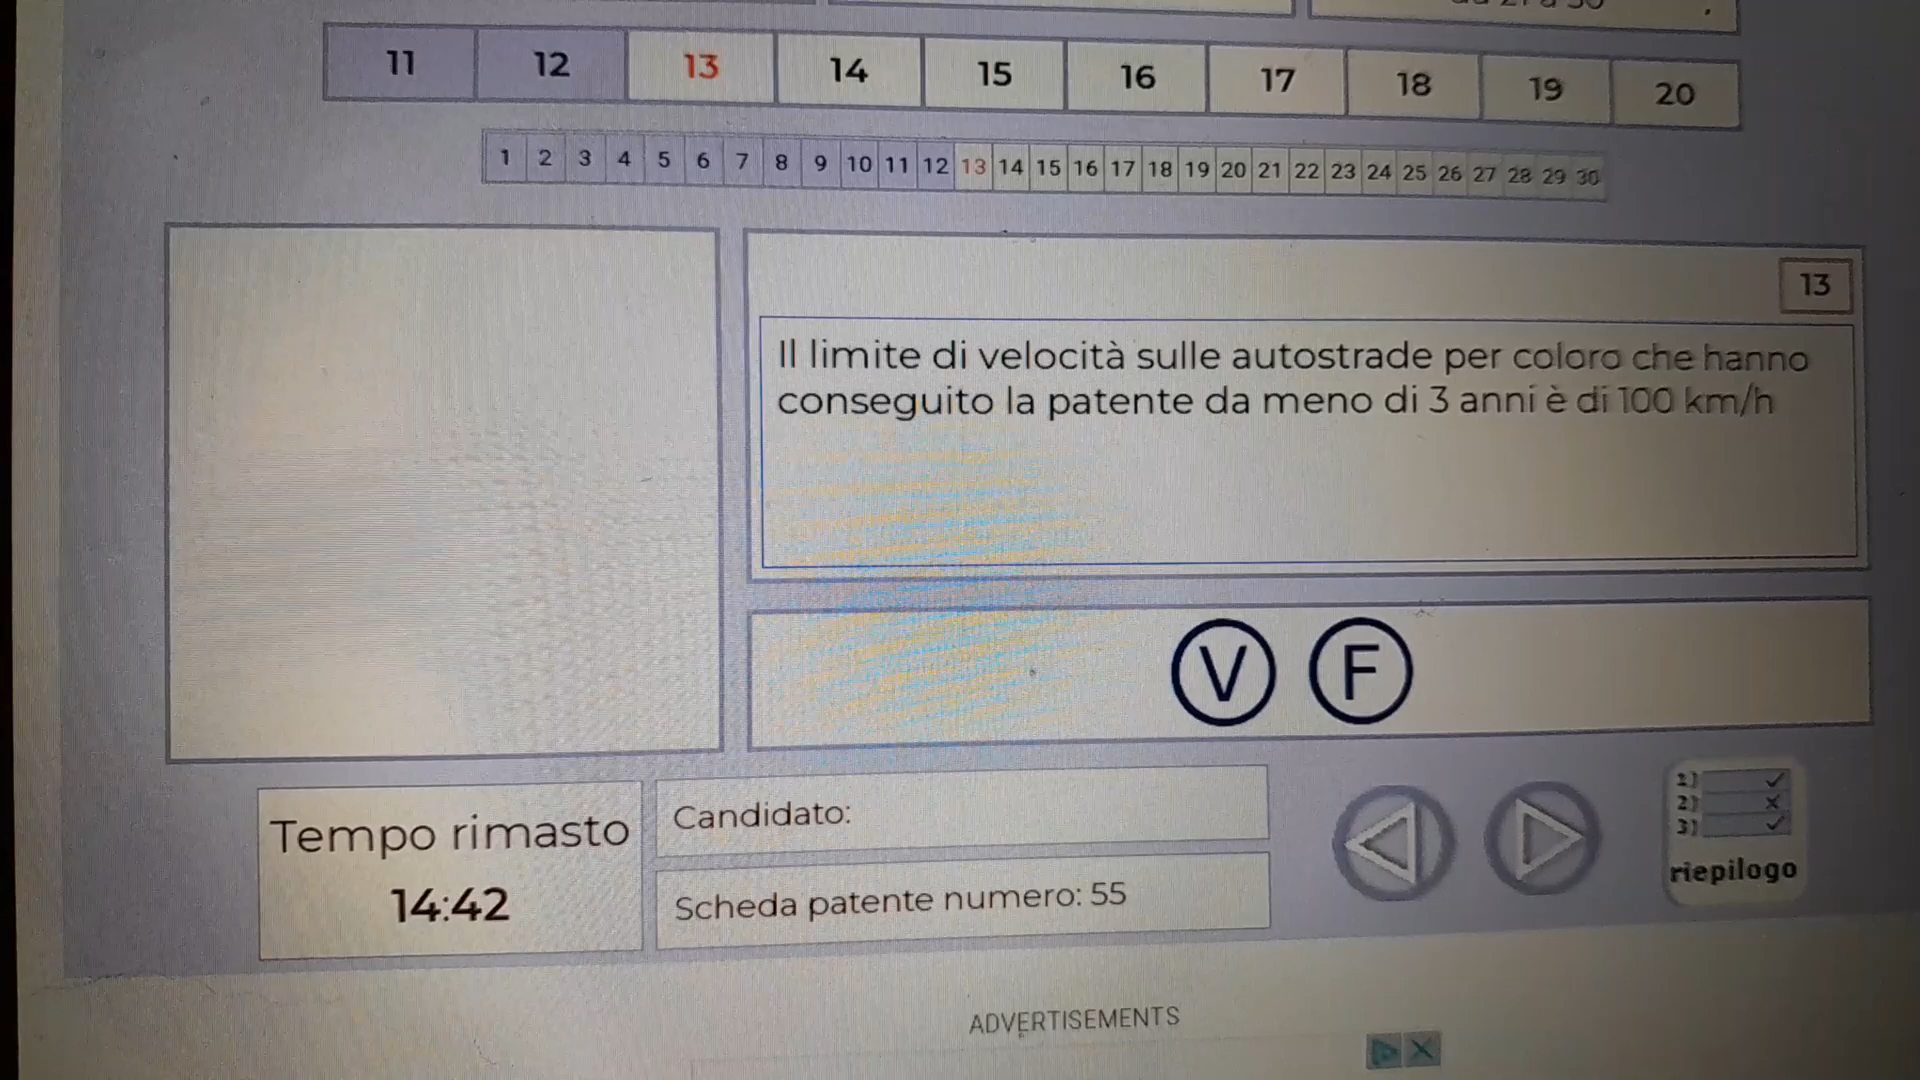 11 12 13 14 15 16 17 18 19 20
1 2 3 4 5 6 7 8 9 10 11 12 13 14 15 16 17 18 19 20 21 22 23 24 25 26 27 28 29 30
13
Il limite di velocità sulle autostrade per coloro che hanno
conseguito la patente da meno di 3 anni è di 100 km/h
V F
Tempo rimasto
14:42
Candidato:
Scheda patente numero: 55
1)
2)
3)
riepilogo
ADVERTISEMENTS